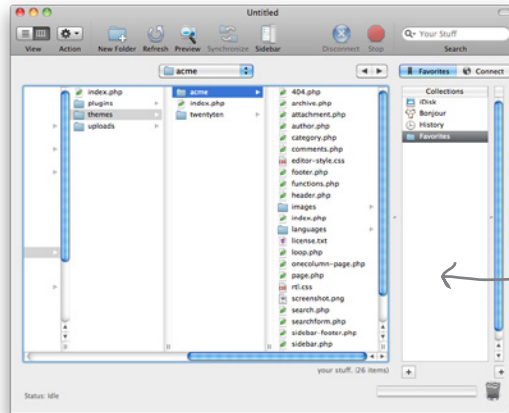 Untitled
View
Action
New Folder
Refresh
Preview
Synchronize
Sidebar
Disconnect
Stop
Your Stuff
Search
acme
Favorites
Connect
index.php
plugins
themes
uploads
acme
index.php
twentyten
404.php
archive.php
attachment.php
author.php
category.php
comments.php
editor-style.css
footer.php
functions.php
header.php
images
index.php
languages
license.txt
loop.php
onecolumn-page.php
page.php
rtl.css
screenshot.png
search.php
searchform.php
sidebar-footer.php
sidebar.php
Collections
iDisk
Bonjour
History
Favorites
your stuff. (26 items)
Status: Idle